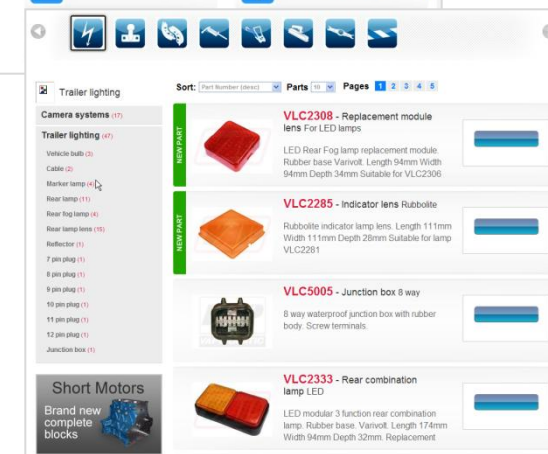 Sort: Part Number (desc) Parts 10 Pages 1 2 3 4 5
Trailer lighting
Camera systems (17)
Trailer lighting (47)
Vehicle bulb (3)
Cable (2)
Marker lamp (4)
Rear lamp (11)
Rear fog lamp (4)
Rear lamp lens (15)
Reflector (1)
7 pin plug (1)
8 pin plug (1)
9 pin plug (1)
10 pin plug (1)
11 pin plug (1)
12 pin plug (1)
Junction box (1)
Short Motors
Brand new
complete
blocks
NEW PART
VLC2308 - Replacement module
lens For LED lamps
LED Rear Fog lamp replacement module.
Rubber base Varivolt. Length 94mm Width
94mm Depth 34mm Suitable for VLC2306
NEW PART
VLC2285 - Indicator lens Rubbolite
Rubbolite indicator lamp lens. Length 111mm
Width 111mm Depth 28mm Suitable for lamp
VLC2281
VLC5005 - Junction box 8 way
8 way waterproof junction box with rubber
body. Screw terminals.
VLC2333 - Rear combination
lamp LED
LED modular 3 function rear combination
lamp. Rubber base. Varivolt. Length 174mm
Width 94mm Depth 32mm. Replacement